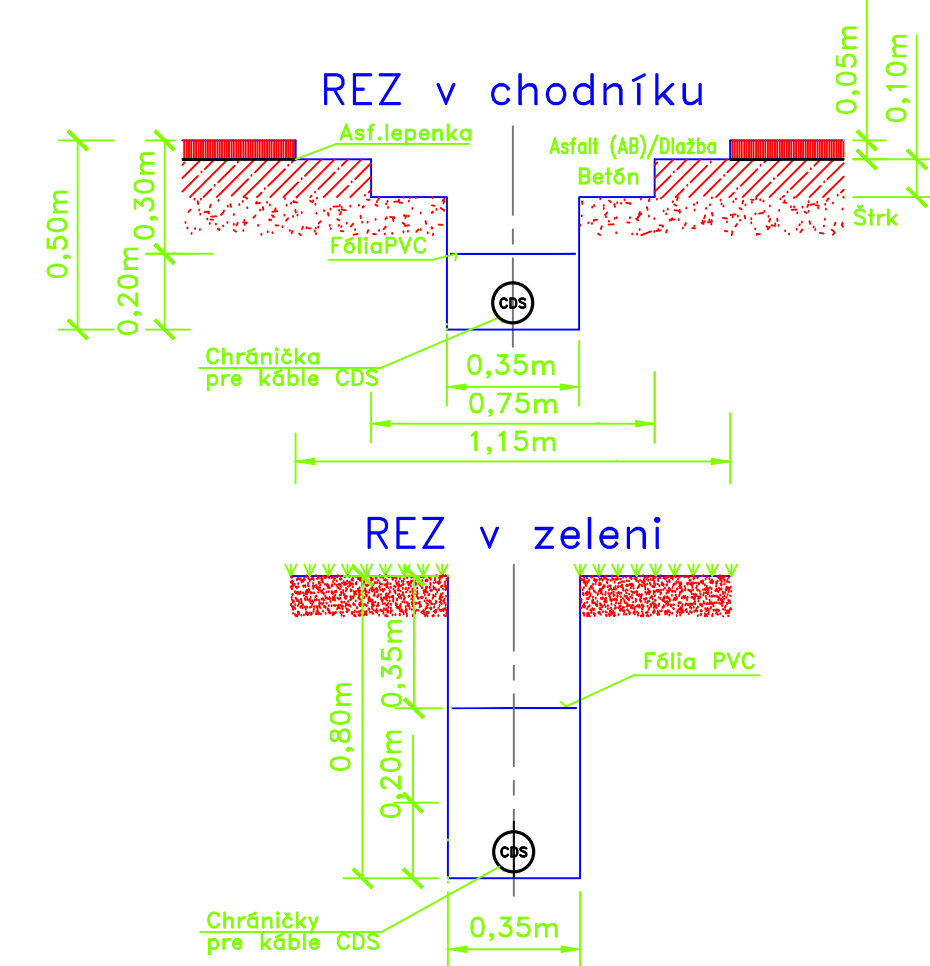 REZ v chodníku
0,05m
0,10m
Asf.lepenka
Asfalt (AB)/Dlažba
Betón
Štrk
0,50m
0,30m
0,20m
FóliaPVC
CDS
Chránička
pre káble CDS
0,35m
0,75m
1,15m
REZ v zeleni
0,80m
0,35m
0,20m
Fólia PVC
CDS
Chráničky
pre káble CDS
0,35m